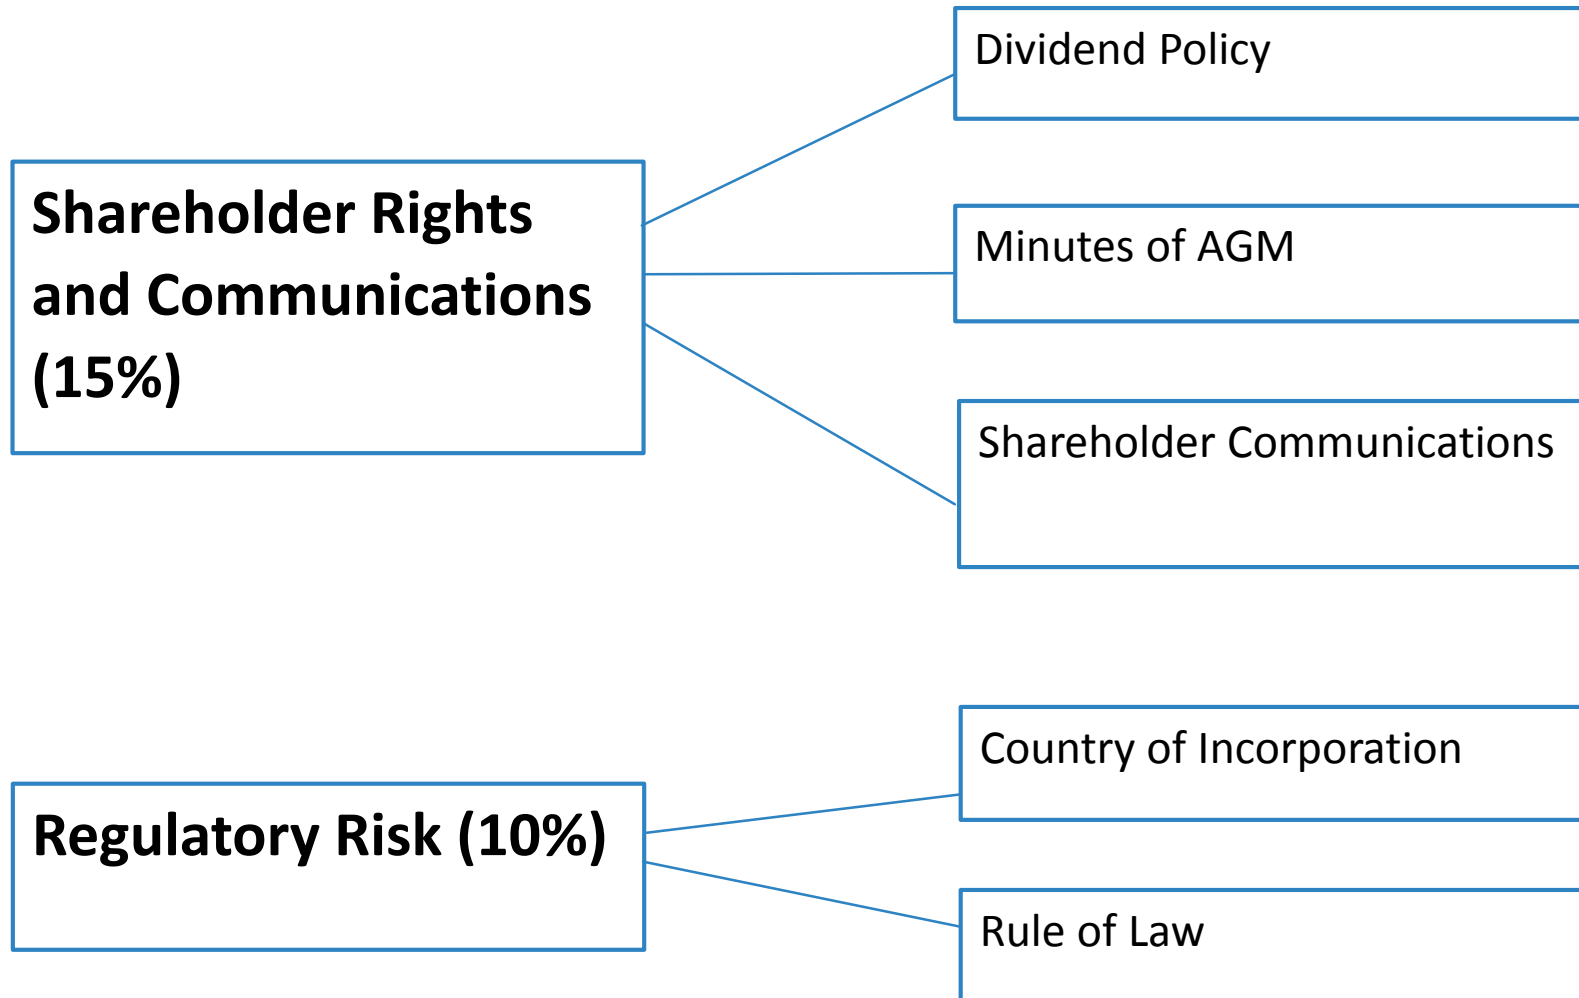 Shareholder Rights
and Communications
(15%)
Dividend Policy
Minutes of AGM
Shareholder Communications
Regulatory Risk (10%)
Country of Incorporation
Rule of Law